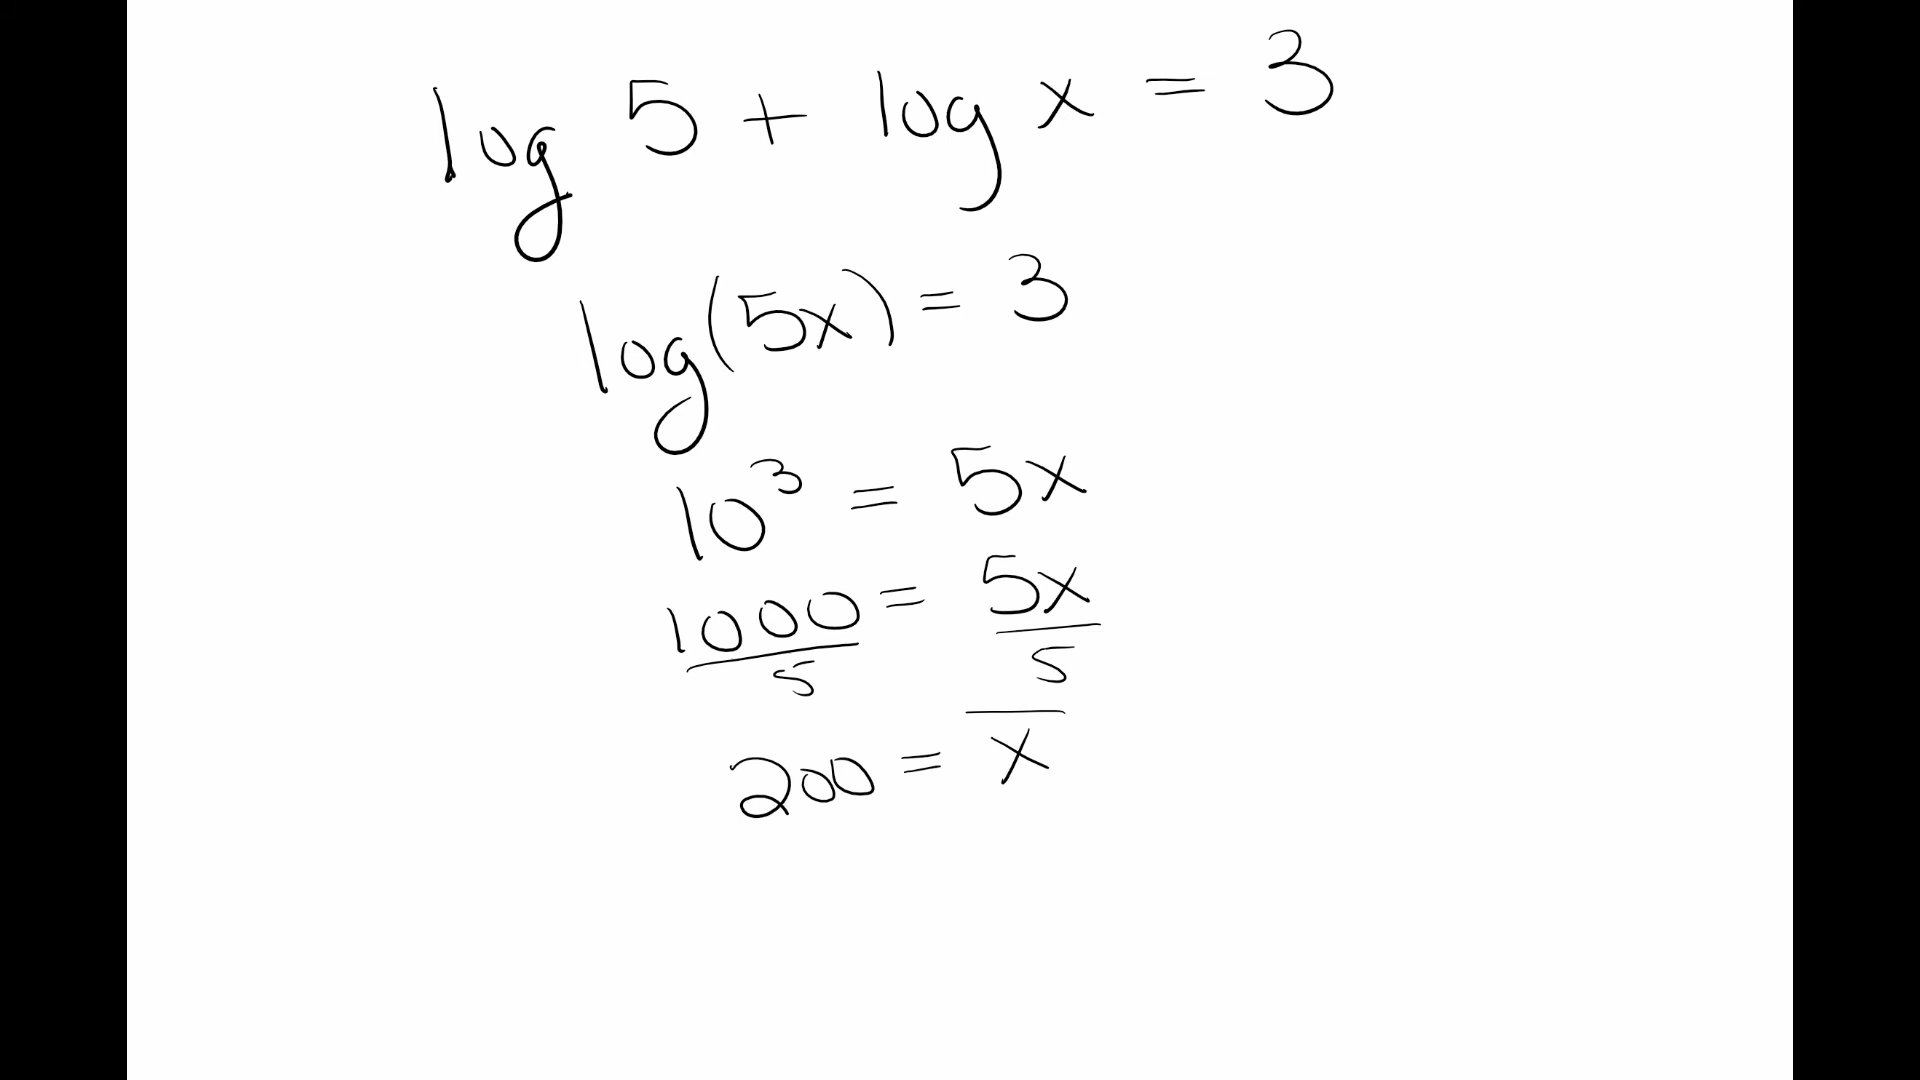 log 5 + log x = 3
log(5x) = 3
10³ = 5x
1000/5 = 5x/5
200 = x